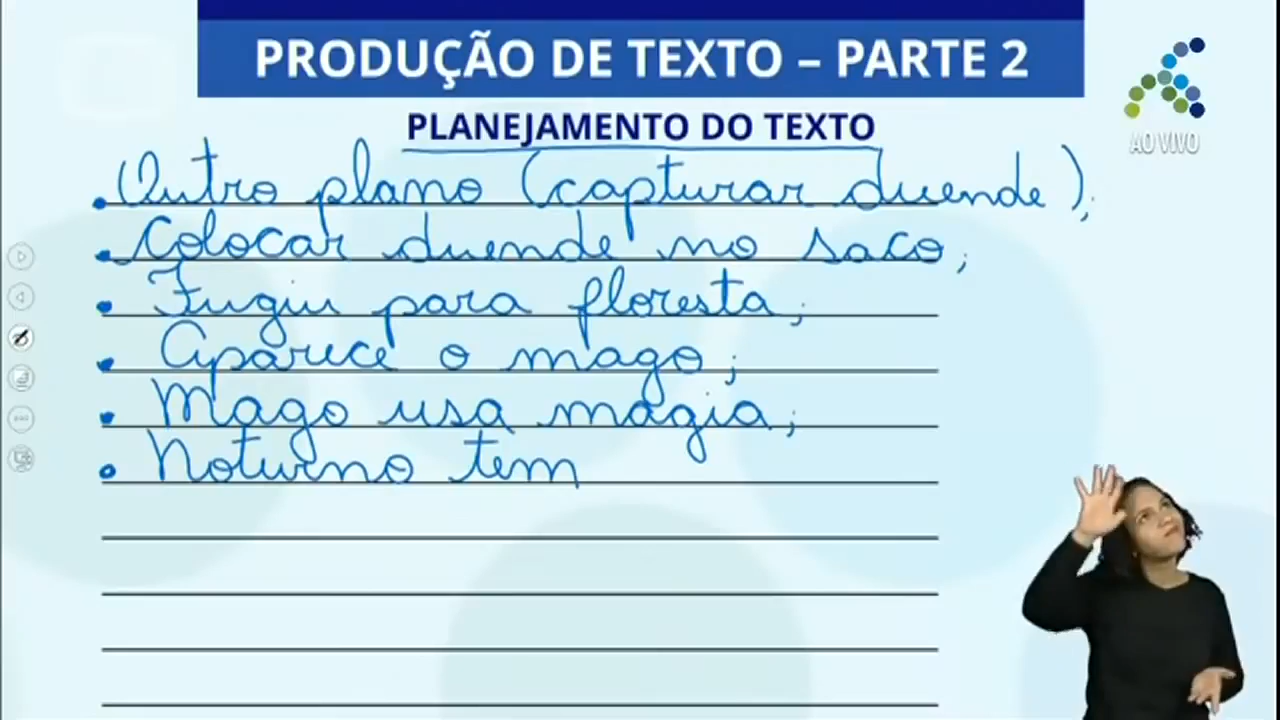 PRODUÇÃO DE TEXTO – PARTE 2
AO VIVO
PLANEJAMENTO DO TEXTO
• Outro plano (capturar duende);
• Colocar duende no saco;
• Fugiu para floresta;
• Aparece o mago;
• Mago usa magia;
• Noturno tem